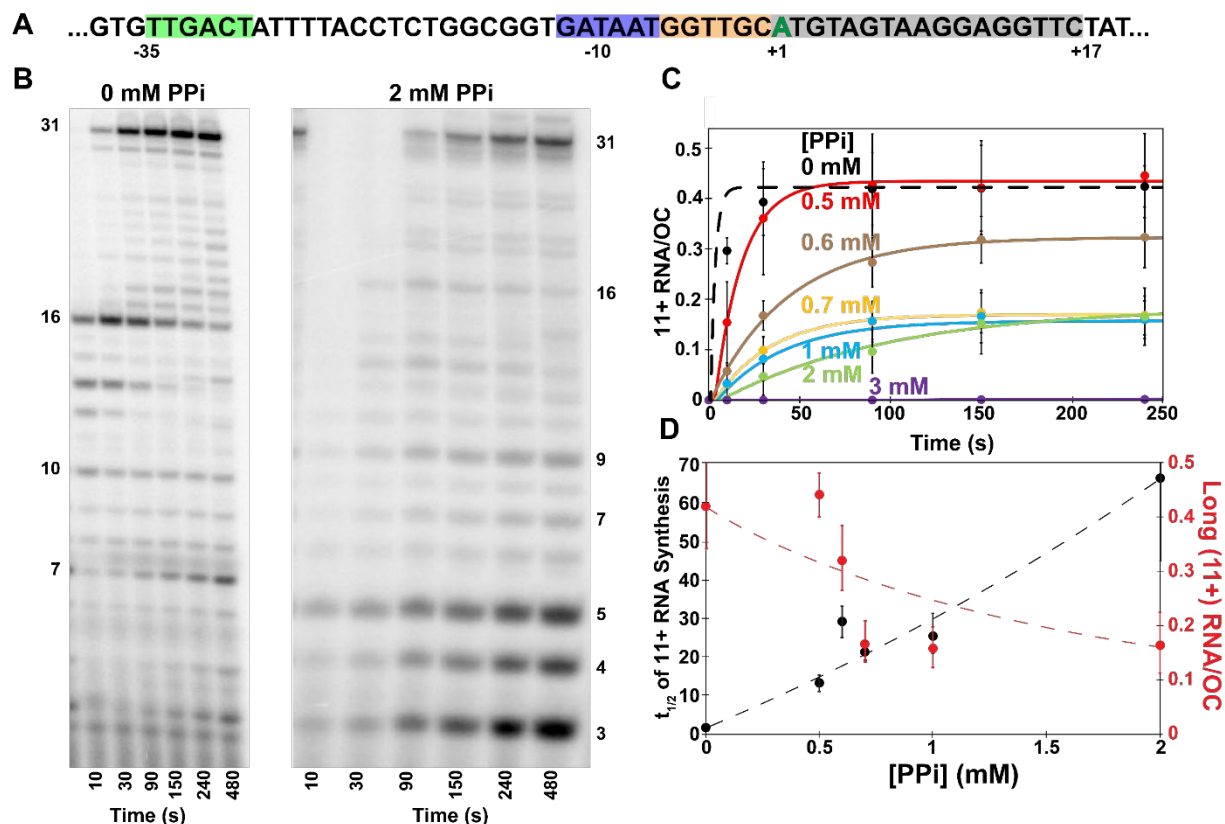 A ...GTGTTGACTATTTTACCTCTGGCGGTGATAATGGTTGCATGTAGTAAGGAGGTTCTAT...
-35 -10 +1 +17
B
0 mM PPi 2 mM PPi
31
16
10
7
10 30 90 150 240 480
Time (s)
31
16
9
7
5
4
3
10 30 90 150 240 480
Time (s)
C
11+ RNA/OC
0.5
0.4
0.3
0.2
0.1
0
[PPi]
0 mM
0.5 mM
0.6 mM
0.7 mM
1 mM
2 mM
3 mM
0 50 100 150 200 250
Time (s)
D
t1/2 of 11+ RNA Synthesis
70
60
50
40
30
20
10
0
0.5
0.4
0.3
0.2
0.1
0
Long (11+) RNA/OC
0 0.5 1 1.5 2
[PPi] (mM)